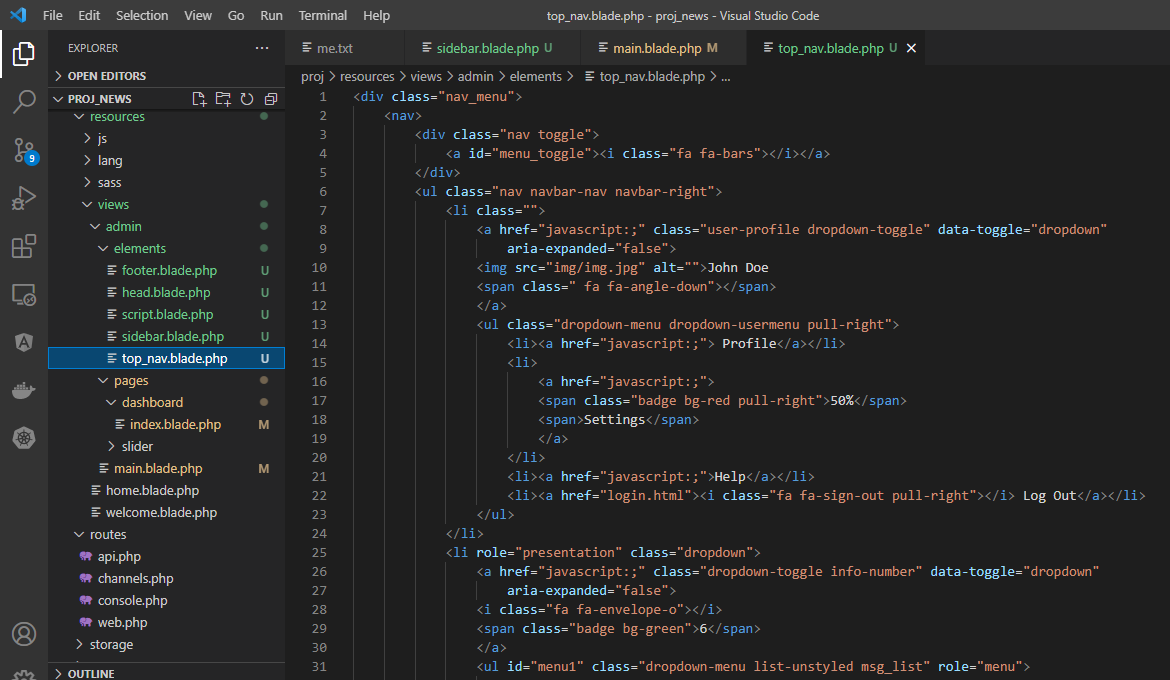 File Edit Selection View Go Run Terminal Help top_nav.blade.php - proj_news - Visual Studio Code
EXPLORER ...
OPEN EDITORS
PROJ_NEWS
resources
js
lang
sass
views
admin
elements
footer.blade.php U
head.blade.php U
script.blade.php U
sidebar.blade.php U
top_nav.blade.php U
pages
dashboard
index.blade.php M
slider
main.blade.php M
home.blade.php
welcome.blade.php
routes
api.php
channels.php
console.php
web.php
storage
OUTLINE
9
me.txt sidebar.blade.php U main.blade.php M top_nav.blade.php U
proj > resources > views > admin > elements > top_nav.blade.php > ...
1 <div class="nav_menu">
2 <nav>
3 <div class="nav toggle">
4 <a id="menu_toggle"><i class="fa fa-bars"></i></a>
5 </div>
6 <ul class="nav navbar-nav navbar-right">
7 <li class="">
8 <a href="javascript:;" class="user-profile dropdown-toggle" data-toggle="dropdown"
9 aria-expanded="false">
10 <img src="img/img.jpg" alt="">John Doe
11 <span class=" fa fa-angle-down"></span>
12 </a>
13 <ul class="dropdown-menu dropdown-usermenu pull-right">
14 <li><a href="javascript:;"> Profile</a></li>
15 <li>
16 <a href="javascript:;">
17 <span class="badge bg-red pull-right">50%</span>
18 <span>Settings</span>
19 </a>
20 </li>
21 <li><a href="javascript:;">Help</a></li>
22 <li><a href="login.html"><i class="fa fa-sign-out pull-right"></i> Log Out</a></li>
23 </ul>
24 </li>
25 <li role="presentation" class="dropdown">
26 <a href="javascript:;" class="dropdown-toggle info-number" data-toggle="dropdown"
27 aria-expanded="false">
28 <i class="fa fa-envelope-o"></i>
29 <span class="badge bg-green">6</span>
30 </a>
31 <ul id="menu1" class="dropdown-menu list-unstyled msg_list" role="menu">